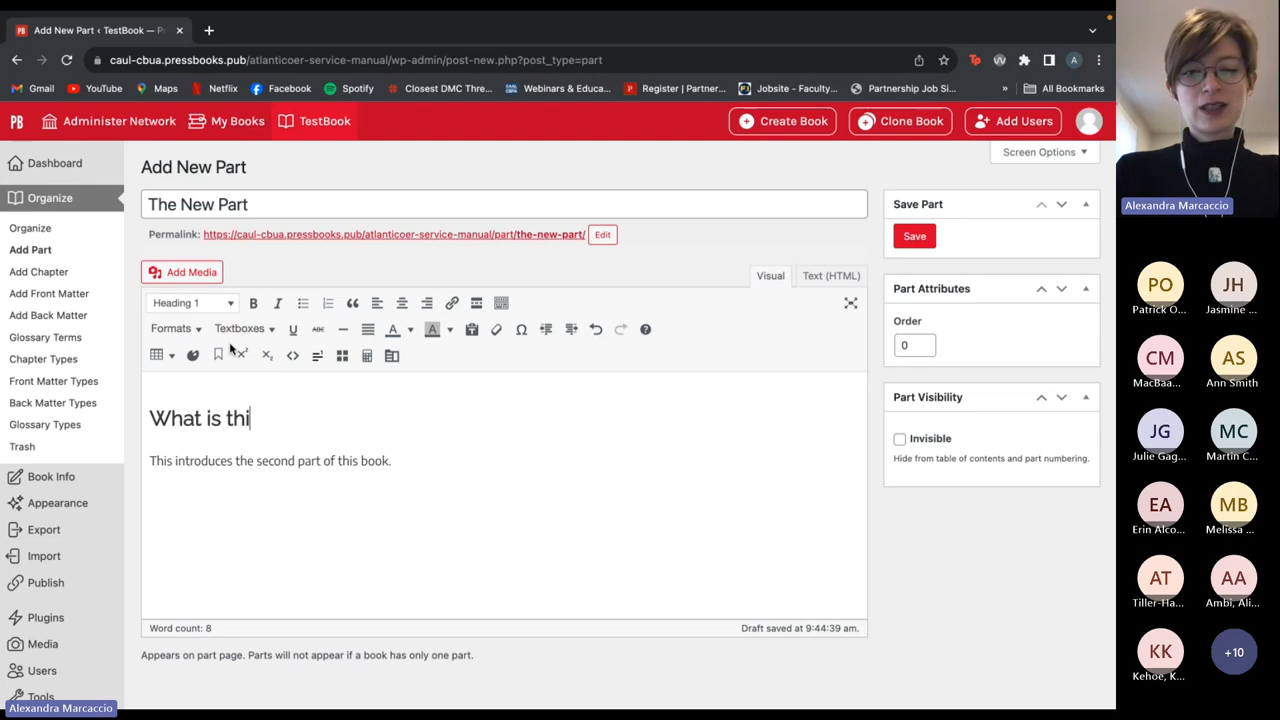 Add New Part ‹ TestBook — P
caul-cbua.pressbooks.pub/atlanticoer-service-manual/wp-admin/post-new.php?post_type=part
Gmail YouTube Maps Netflix Facebook Spotify Closest DMC Thre... Webinars & Educa... Register | Partner... Jobsite - Faculty... Partnership Job Si... » All Bookmarks
PB Administer Network My Books TestBook Create Book Clone Book Add Users
Screen Options
Dashboard
Organize
Organize
Add Part
Add Chapter
Add Front Matter
Add Back Matter
Glossary Terms
Chapter Types
Front Matter Types
Back Matter Types
Glossary Types
Trash
Book Info
Appearance
Export
Import
Publish
Plugins
Media
Users
Tools
Add New Part
The New Part
Permalink: https://caul-cbua.pressbooks.pub/atlanticoer-service-manual/part/the-new-part/ Edit
Add Media
Visual Text (HTML)
Heading 1 B I
Formats Textboxes U ABC A A Ω
What is thi
This introduces the second part of this book.
Word count: 8 Draft saved at 9:44:39 am.
Appears on part page. Parts will not appear if a book has only one part.
Save Part
Save
Part Attributes
Order
0
Part Visibility
Invisible
Hide from table of contents and part numbering.
Alexandra Marcaccio
PO JH
Patrick O... Jasmine ...
CM AS
MacBaa... Ann Smith
JG MC
Julie Gag... Martin C...
EA MB
Erin Alco... Melissa ...
AT AA
Tiller-Ha... Ambi, Ali...
KK +10
Kehoe, K...
Alexandra Marcaccio